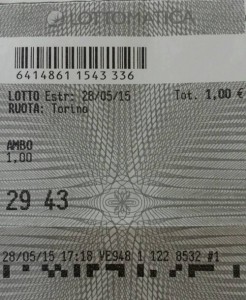 LOTTOMATICA
6414861 1543 336
LOTTO Estr: 28/05/15 Tot. 1,00 €
RUOTA: Torino
AMBO
1,00
29 43
28/05/15 17:18 VE948 1 122 8532 #1